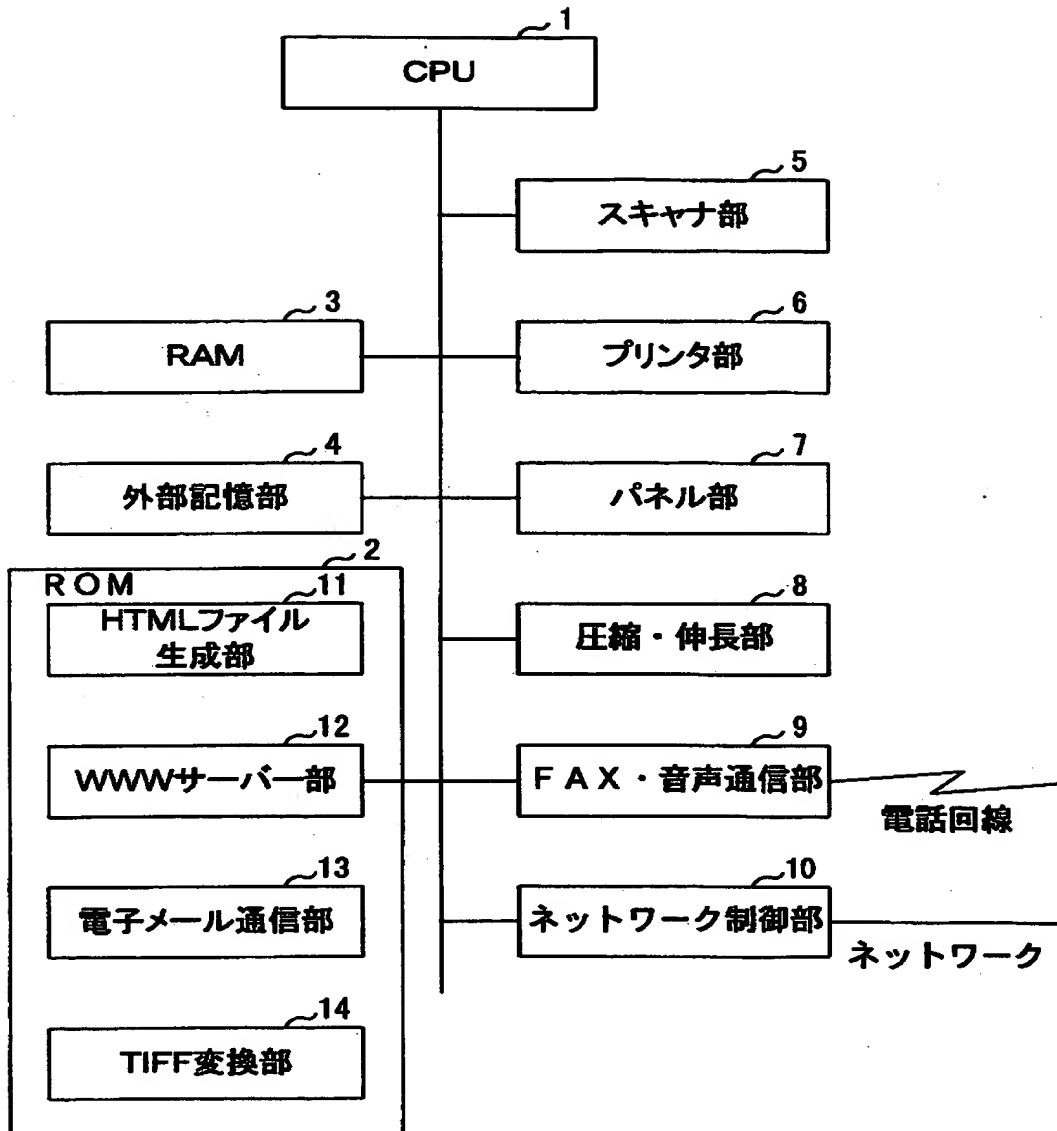 1
CPU
5
スキャナ部
3
RAM
6
プリンタ部
4
外部記憶部
7
パネル部
2
ROM
11
HTMLファイル
生成部
8
圧縮・伸長部
12
WWWサーバー部
9
FAX・音声通信部
電話回線
13
電子メール通信部
10
ネットワーク制御部
ネットワーク
14
TIFF変換部